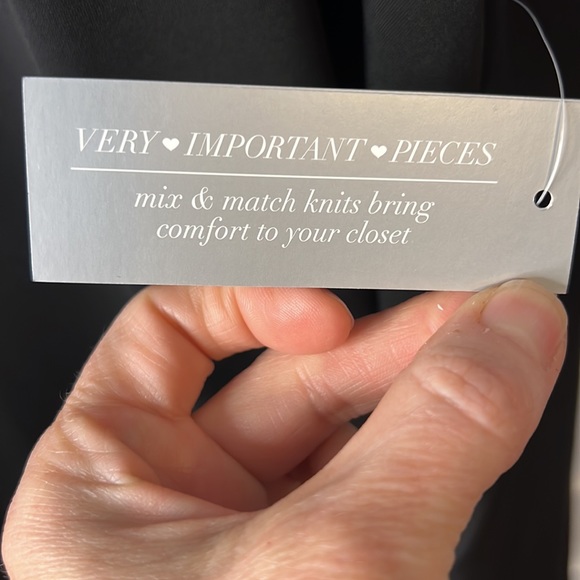 VERY ♥ IMPORTANT ♥ PIECES
mix & match knits bring
comfort to your closet